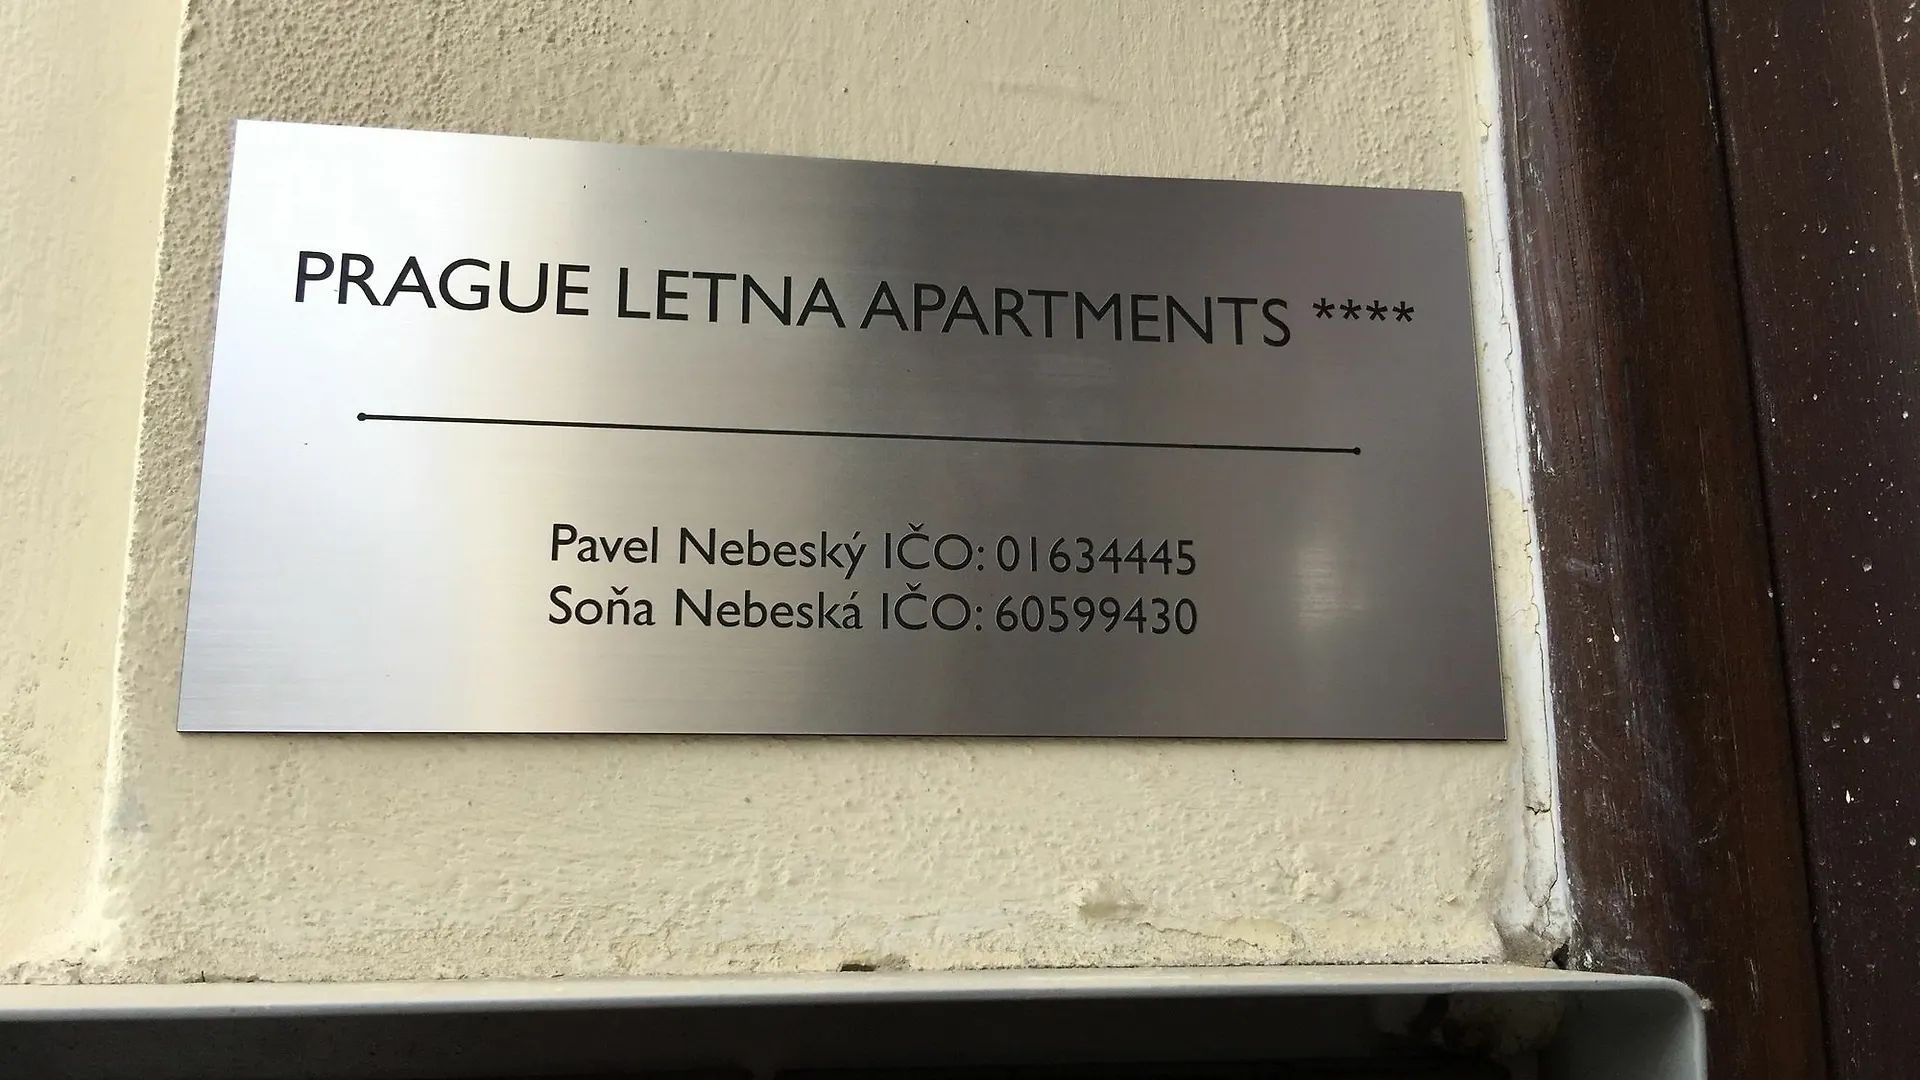 PRAGUE LETNA APARTMENTS ****
Pavel Nebeský IČO: 01634445
Soňa Nebeská IČO: 60599430